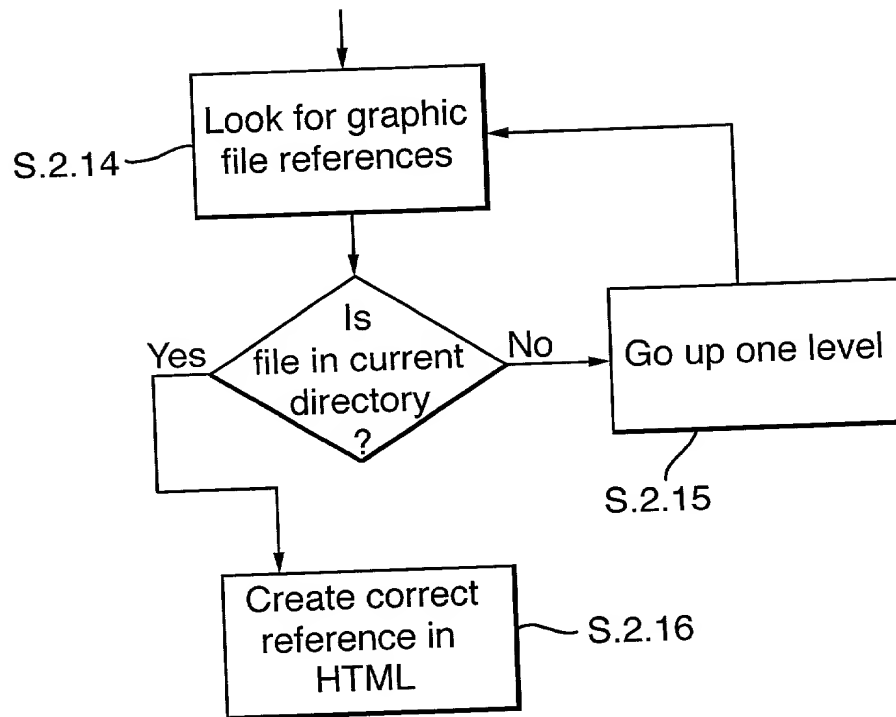 Look for graphic
file references
S.2.14
Is
file in current
directory
?
Yes
No
Go up one level
S.2.15
Create correct
reference in
HTML
S.2.16